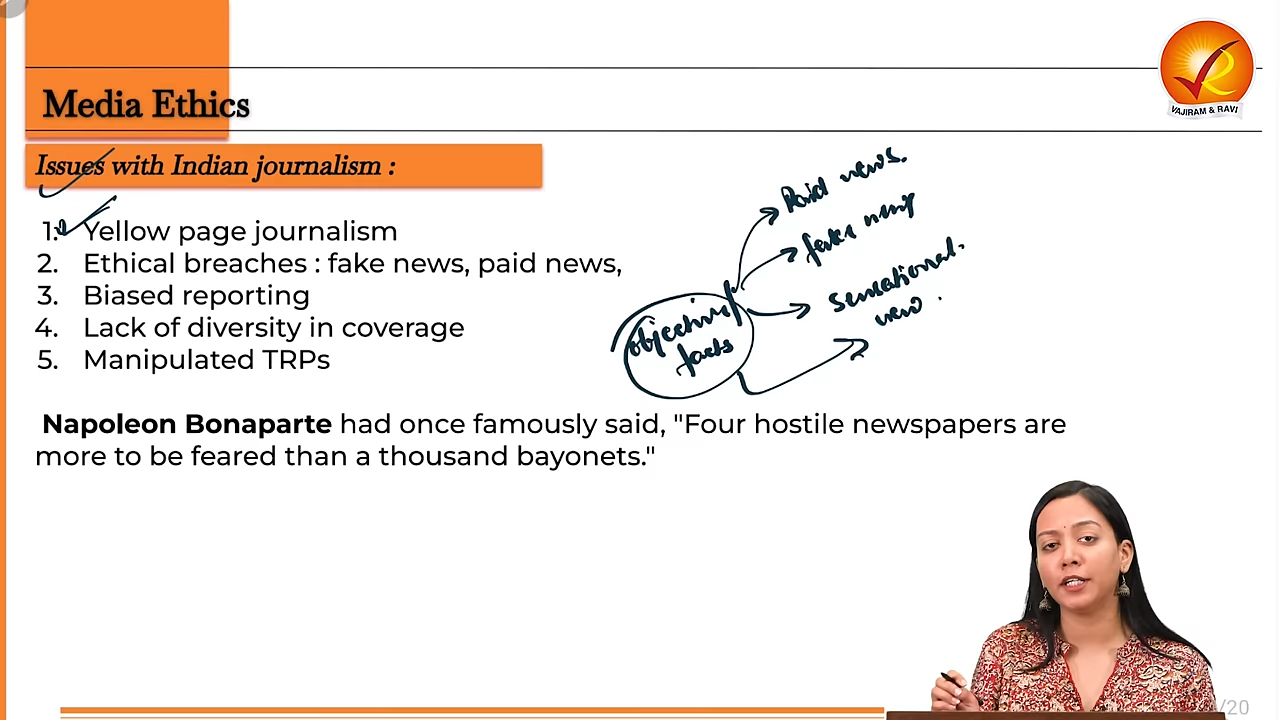 Media Ethics
VAJIRAM & RAVI
Issues with Indian journalism :
1. Yellow page journalism
2. Ethical breaches : fake news, paid news,
3. Biased reporting
4. Lack of diversity in coverage
5. Manipulated TRPs
Paid news.
fake news
sensational
news
facts
Napoleon Bonaparte had once famously said, "Four hostile newspapers are
more to be feared than a thousand bayonets."
/20